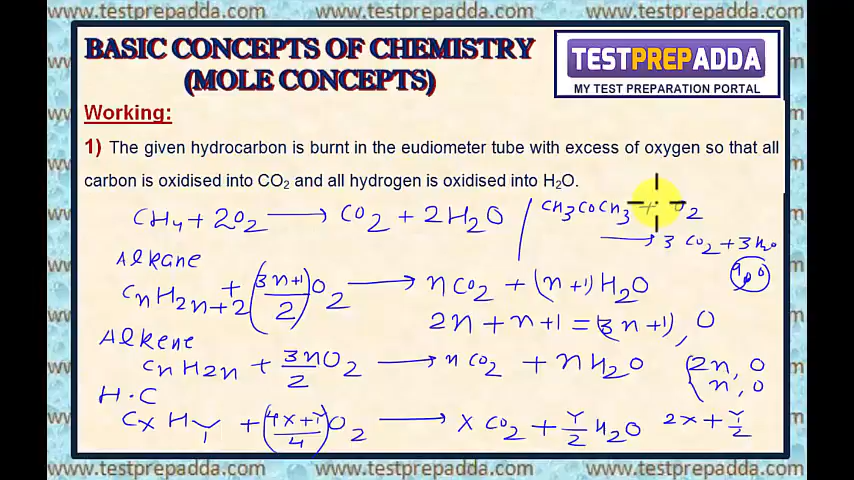 www.testprepadda.com www.testprepadda.com www.testprepadda.com
BASIC CONCEPTS OF CHEMISTRY
(MOLE CONCEPTS)
TESTPREPADDA
MY TEST PREPARATION PORTAL
Working:
1) The given hydrocarbon is burnt in the eudiometer tube with excess of oxygen so that all
carbon is oxidised into CO₂ and all hydrogen is oxidised into H₂O.
CH₄ + 2O₂ → CO₂ + 2H₂O / CH₃COCH₃ + O₂
→ 3 CO₂ + 3H₂O
Alkane
CnH2n+2 + (3n+1/2)O₂ → nCO₂ + (n+1)H₂O
2n + n+1 = (3n+1), O
Alkene
CnH2n + 3n/2 O₂ → nCO₂ + nH₂O (2n, O
n, O
H.C
CxHy + (4x+y/4)O₂ → x CO₂ + y/2 H₂O 2x + y/2
www.testprepadda.com www.testprepadda.com www.testprepadda.com